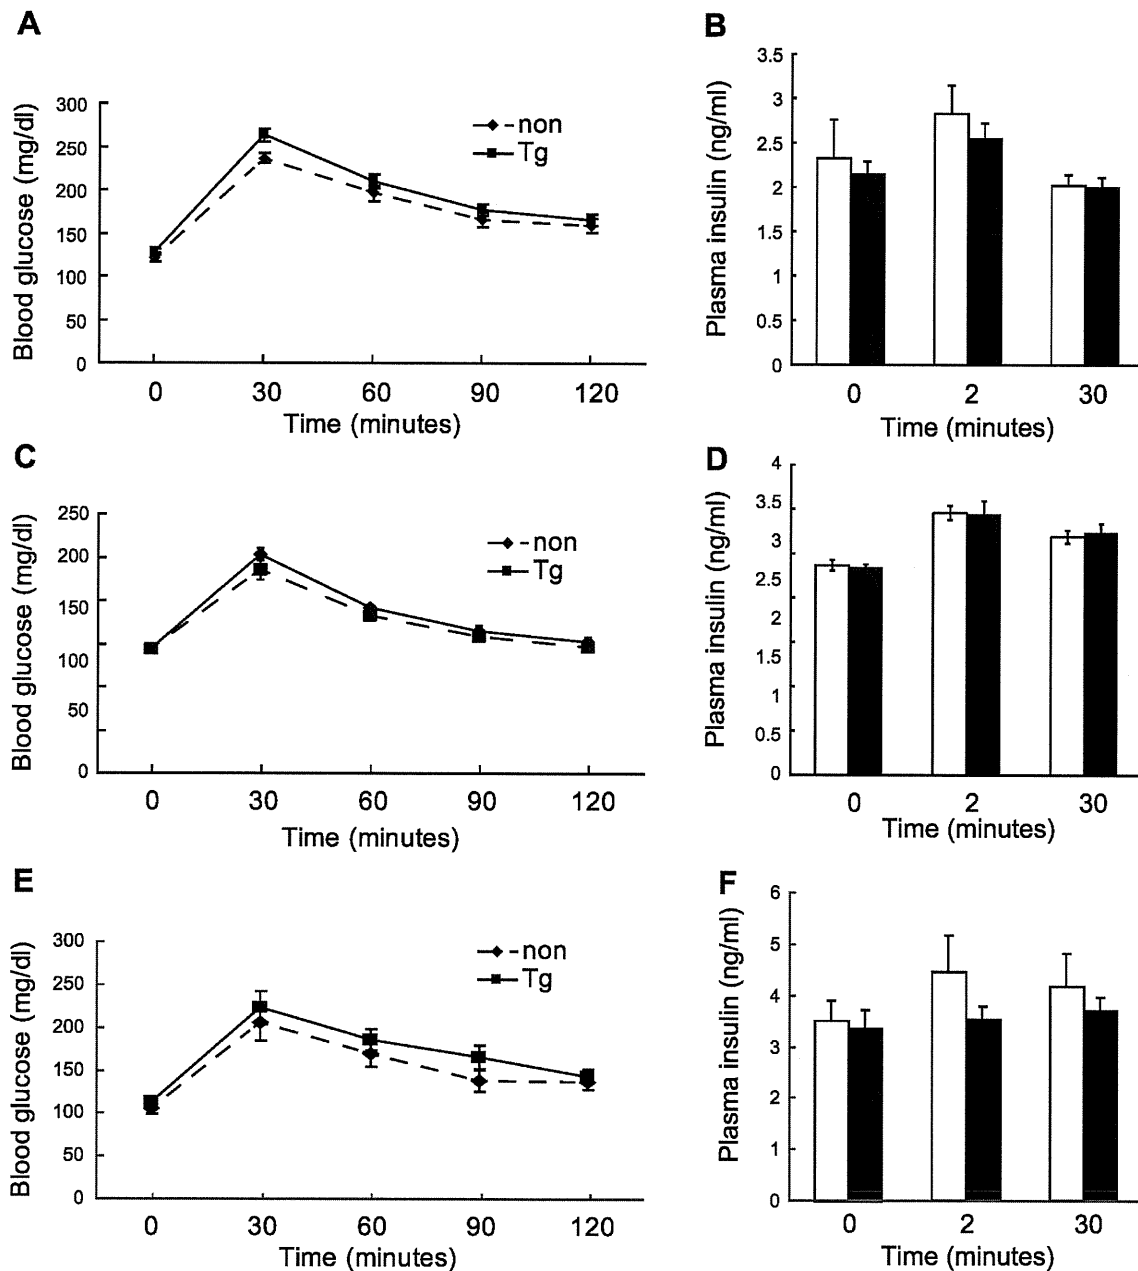 A
Blood glucose (mg/dl)
300
250
200
150
100
50
0
non
Tg
0 30 60 90 120
Time (minutes)
B
Plasma insulin (ng/ml)
3.5
3
2.5
2
1.5
1
0.5
0
0 2 30
Time (minutes)
C
Blood glucose (mg/dl)
250
200
150
100
50
0
non
Tg
0 30 60 90 120
Time (minutes)
D
Plasma insulin (ng/ml)
4
3.5
3
2.5
2
1.5
1
0.5
0
0 2 30
Time (minutes)
E
Blood glucose (mg/dl)
300
250
200
150
100
50
0
non
Tg
0 30 60 90 120
Time (minutes)
F
Plasma insulin (ng/ml)
6
5
4
3
2
1
0
0 2 30
Time (minutes)